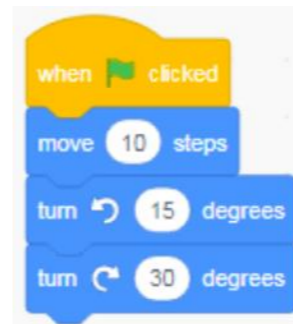 when clicked
move 10 steps
turn 15 degrees
turn 30 degrees